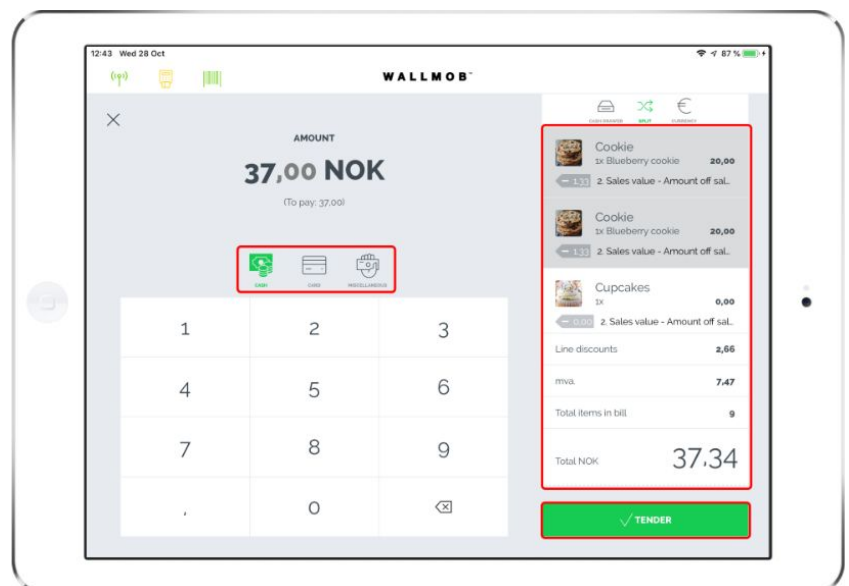 12:43 Wed 28 Oct
87 %
WALLMOB
CASH DRAWER SPLIT CURRENCY
AMOUNT
37,00 NOK
(To pay: 37,00)
CASH CARD MISCELLANEOUS
1 2 3
4 5 6
7 8 9
, 0
Cookie
1x Blueberry cookie 20,00
- 1,33 2. Sales value - Amount off sal...
Cookie
1x Blueberry cookie 20,00
- 1,33 2. Sales value - Amount off sal...
Cupcakes
1x 0,00
- 0,00 2. Sales value - Amount off sal...
Line discounts 2,66
mva. 7,47
Total items in bill 9
Total NOK 37,34
TENDER